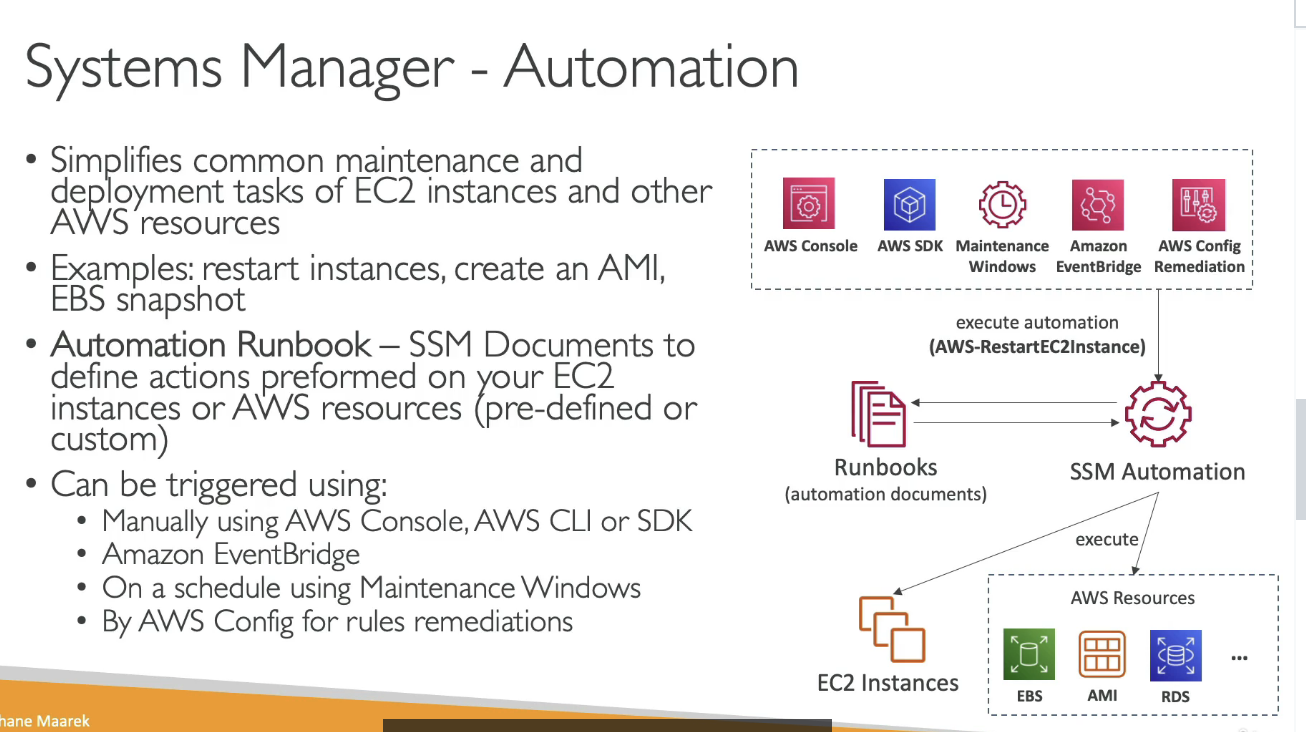 Systems Manager - Automation
• Simplifies common maintenance and
deployment tasks of EC2 instances and other
AWS resources
• Examples: restart instances, create an AMI,
EBS snapshot
• Automation Runbook – SSM Documents to
define actions preformed on your EC2
instances or AWS resources (pre-defined or
custom)
• Can be triggered using:
• Manually using AWS Console, AWS CLI or SDK
• Amazon EventBridge
• On a schedule using Maintenance Windows
• By AWS Config for rules remediations
AWS Console
AWS SDK
Maintenance
Windows
Amazon
EventBridge
AWS Config
Remediation
execute automation
(AWS-RestartEC2Instance)
Runbooks
(automation documents)
SSM Automation
execute
EC2 Instances
AWS Resources
EBS
AMI
RDS
...
hane Maarek